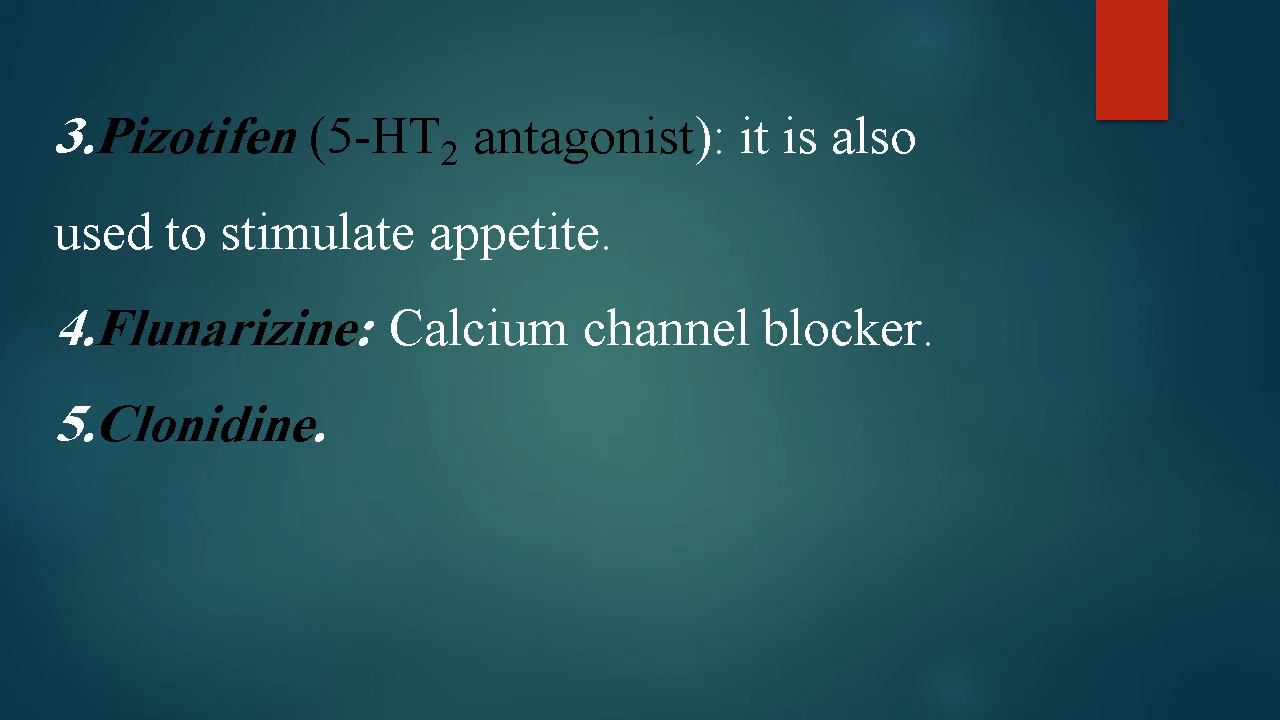 3.Pizotifen (5-HT₂ antagonist): it is also
used to stimulate appetite.
4.Flunarizine: Calcium channel blocker.
5.Clonidine.